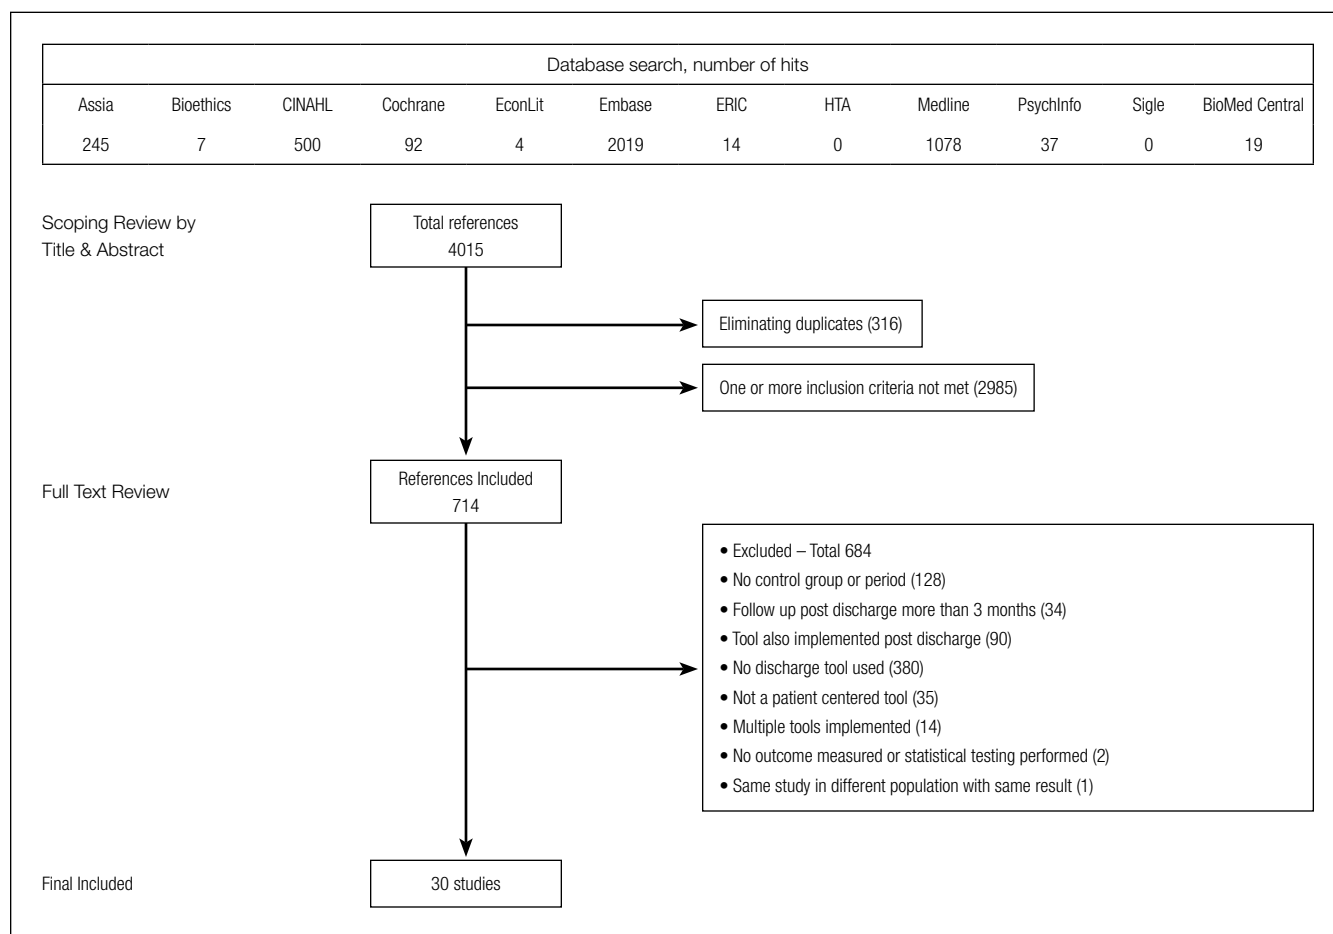 Database search, number of hits
Assia Bioethics CINAHL Cochrane EconLit Embase ERIC HTA Medline PsychInfo Sigle BioMed Central
245 7 500 92 4 2019 14 0 1078 37 0 19
Scoping Review by
Title & Abstract
Total references
4015
Eliminating duplicates (316)
One or more inclusion criteria not met (2985)
Full Text Review
References Included
714
• Excluded – Total 684
• No control group or period (128)
• Follow up post discharge more than 3 months (34)
• Tool also implemented post discharge (90)
• No discharge tool used (380)
• Not a patient centered tool (35)
• Multiple tools implemented (14)
• No outcome measured or statistical testing performed (2)
• Same study in different population with same result (1)
Final Included
30 studies